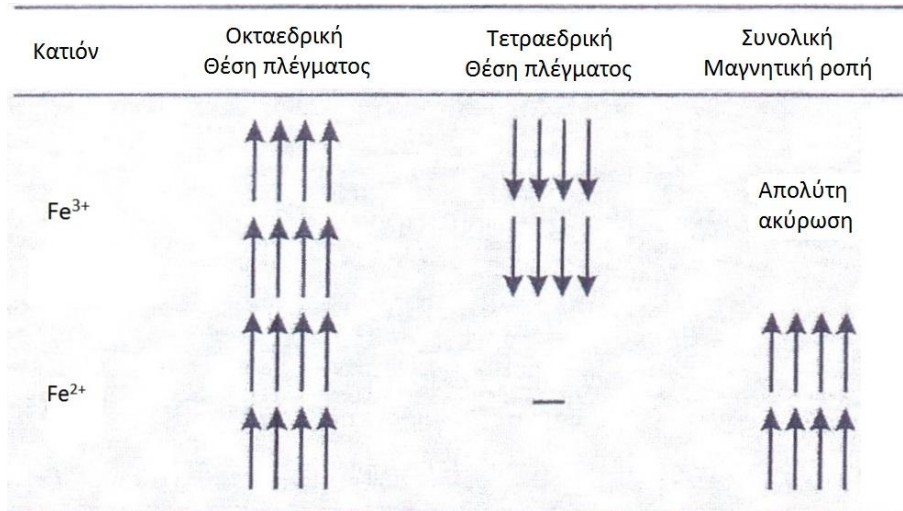 Κατιόν
Οκταεδρική
Θέση πλέγματος
Τετραεδρική
Θέση πλέγματος
Συνολική
Μαγνητική ροπή
Fe³⁺
Απολύτη
ακύρωση
Fe²⁺